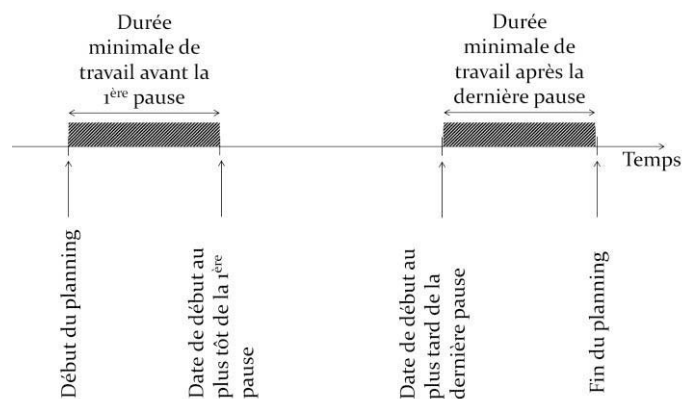 Durée
minimale de
travail avant la
1ère pause
Durée
minimale de
travail après la
dernière pause
Temps
Début du planning
Date de début au
plus tôt de la 1ère
pause
Date de début au
plus tard de la
dernière pause
Fin du planning